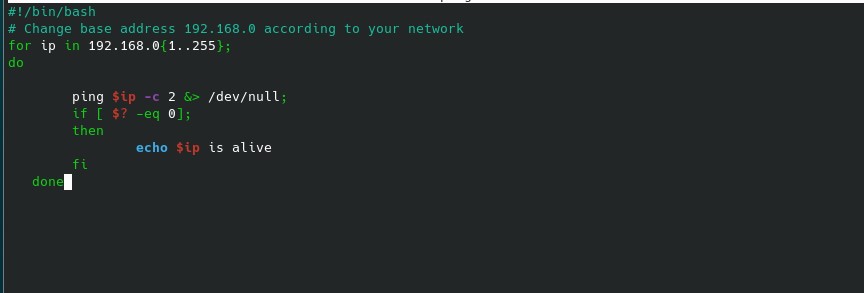 #!/bin/bash
# Change base address 192.168.0 according to your network
for ip in 192.168.0{1..255};
do
ping $ip -c 2 &> /dev/null;
if [ $? -eq 0];
then
echo $ip is alive
fi
done